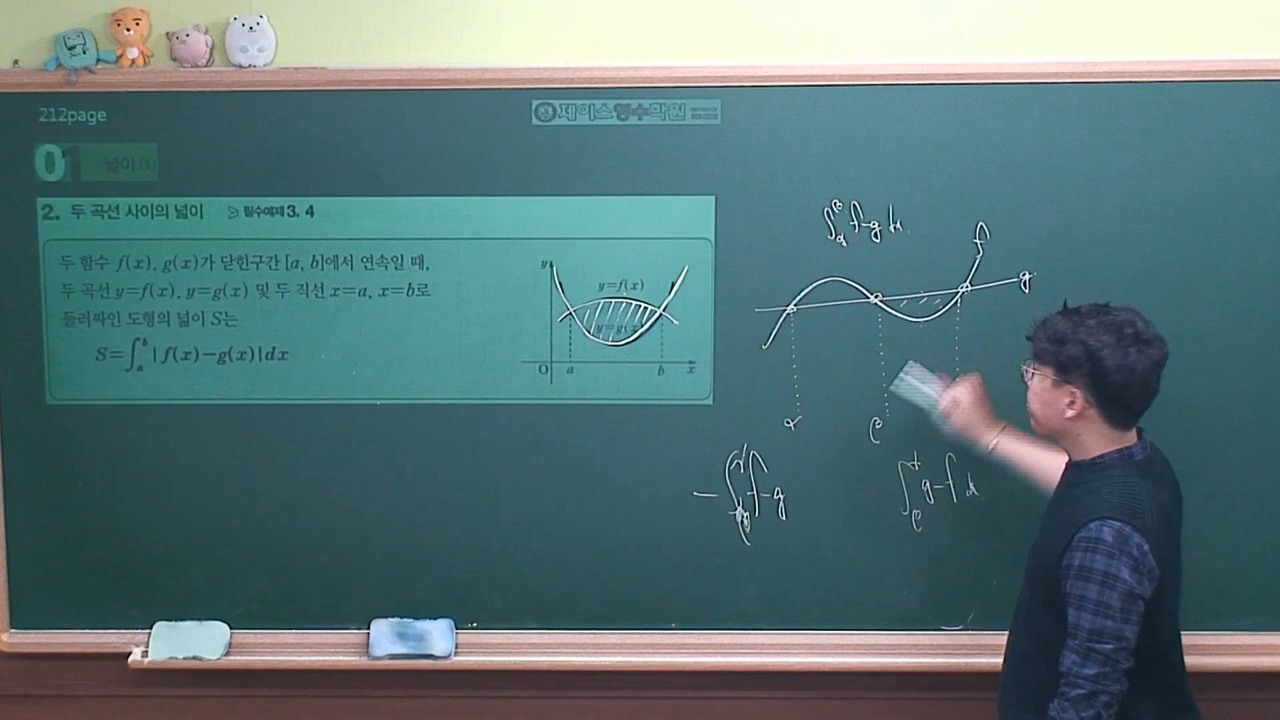 212page
제이스영수학원
01 넓이 (1)
2. 두 곡선 사이의 넓이 필수예제 3. 4
두 함수 f(x), g(x)가 닫힌구간 [a, b]에서 연속일 때,
두 곡선 y=f(x), y=g(x) 및 두 직선 x=a, x=b로
둘러싸인 도형의 넓이 S는
S=∫_a^b |f(x)−g(x)|dx
y
y=f(x)
y=g(x)
O a b x
∫_α^β f-g dx.
f
g
α β
f-g
g-f dx